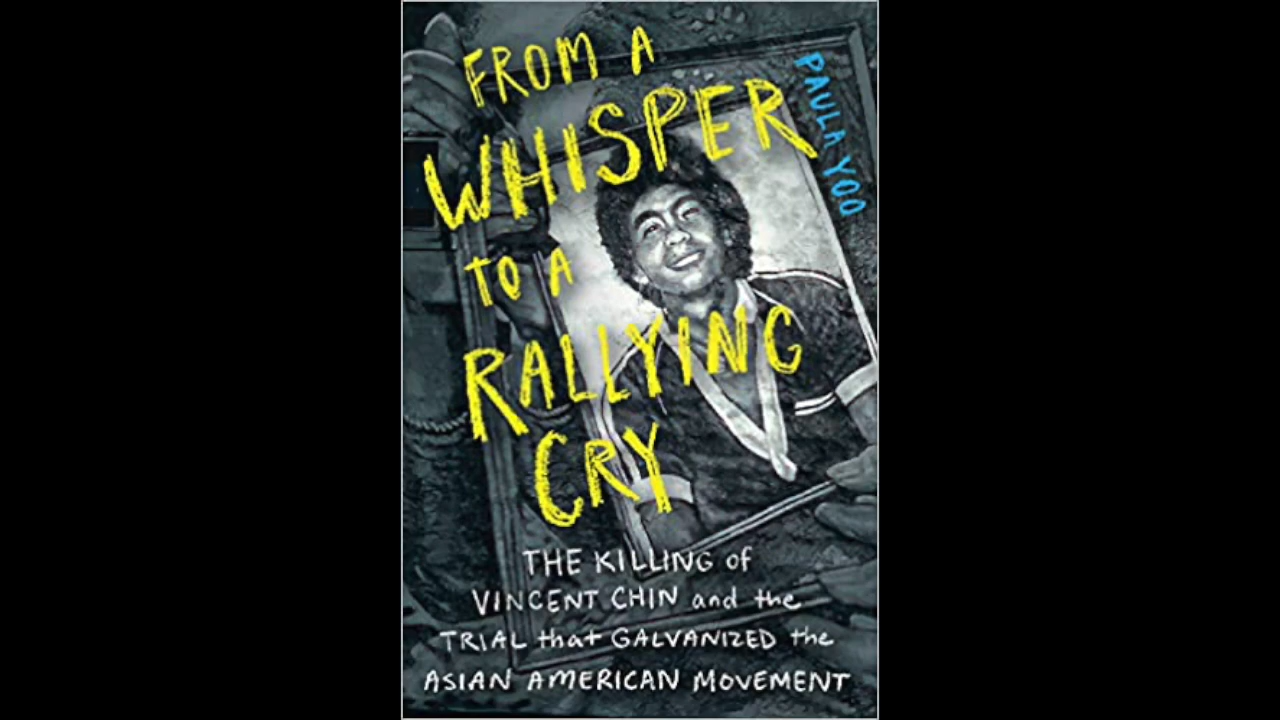 FROM A
WHISPER
TO A
RALLYING
CRY
PAULA YOO
THE KILLING of
VINCENT CHIN and the
TRIAL that GALVANIZED the
ASIAN AMERICAN MOVEMENT